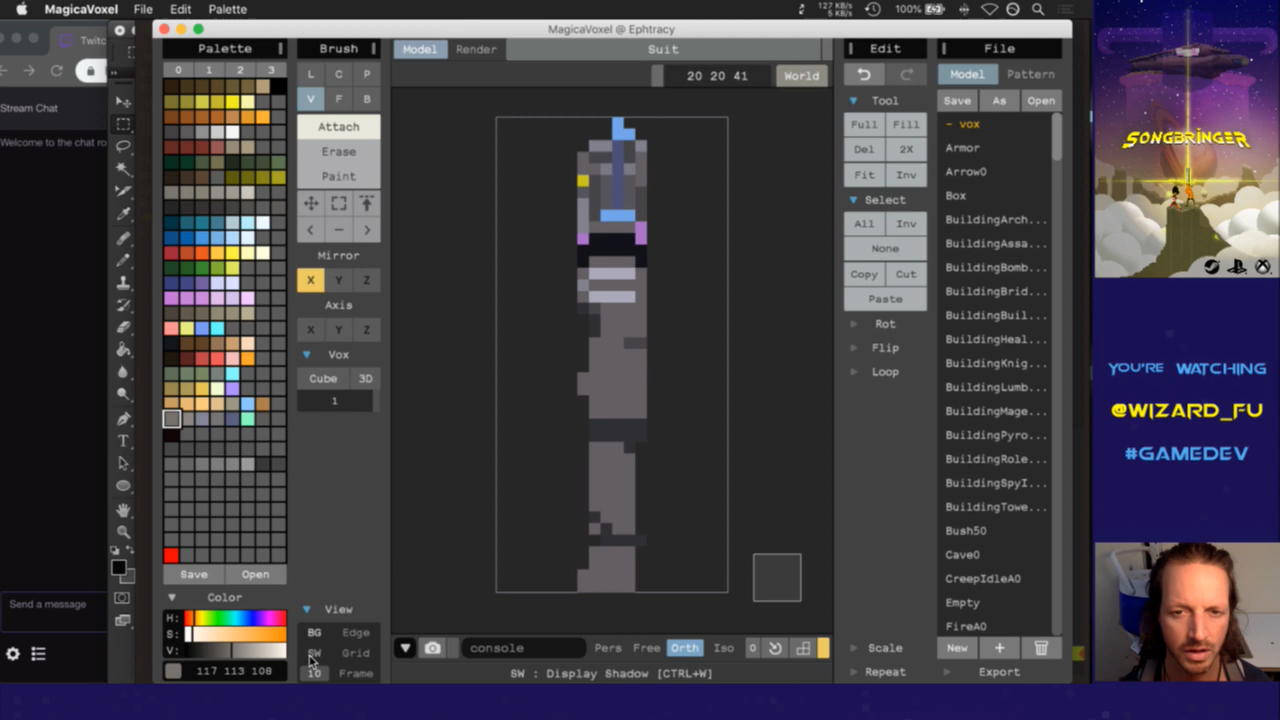 MagicaVoxel File Edit Palette
127 KB/s
5 KB/s
100%
MagicaVoxel @ Ephtracy
Twitc
Stream Chat
Welcome to the chat ro
Send a message
Palette
0 1 2 3
Save Open
Color
H:
S:
V:
117 113 108
Brush
L C P
V F B
Attach
Erase
Paint
Mirror
X Y Z
Axis
X Y Z
Vox
Cube 3D
1
View
BG Edge
SW Grid
10 Frame
Model Render Suit
20 20 41 World
console Pers Free Orth Iso 0
SW : Display Shadow [CTRL+W]
Edit
Tool
Full Fill
Del 2X
Fit Inv
Select
All Inv
None
Copy Cut
Paste
Rot
Flip
Loop
Scale
Repeat
File
Model Pattern
Save As Open
- vox
Armor
Arrow0
Box
BuildingArch...
BuildingAssa...
BuildingBomb...
BuildingBrid...
BuildingBuil...
BuildingHeal...
BuildingKnig...
BuildingLumb...
BuildingMage...
BuildingPyro...
BuildingRole...
BuildingSpyI...
BuildingTowe...
Bush50
Cave0
CreepIdleA0
Empty
FireA0
New +
Export
SONGBRINGER
YOU'RE WATCHING
@WIZARD_FU
#GAMEDEV